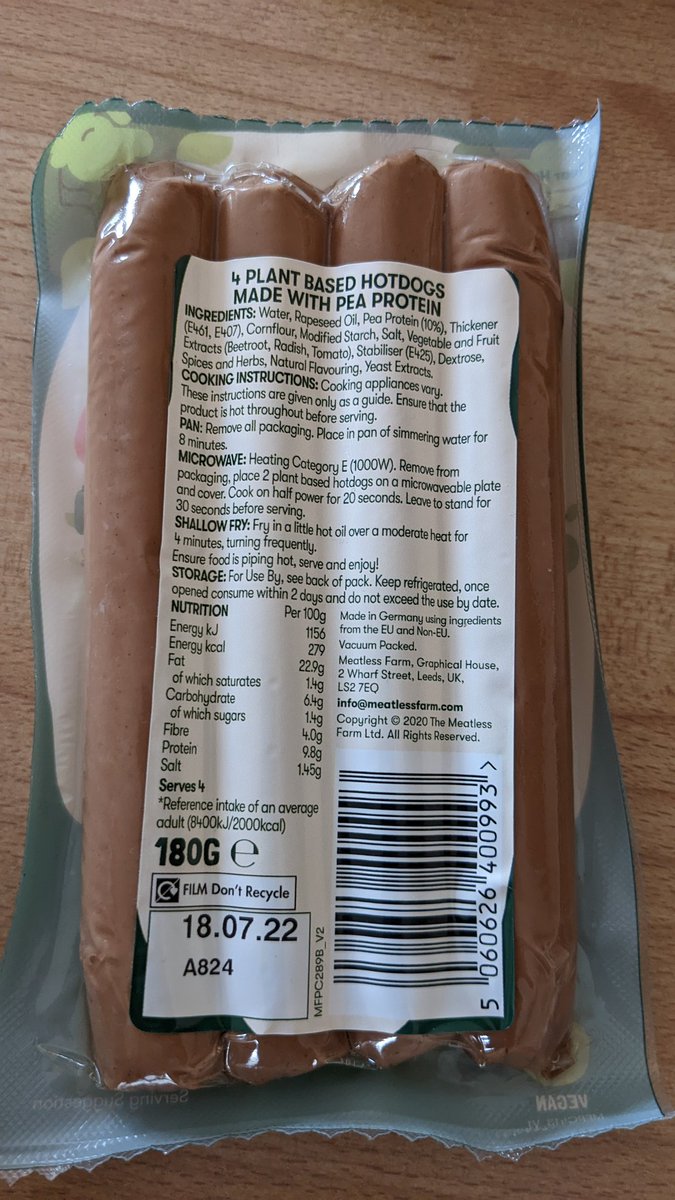 4 PLANT BASED HOTDOGS
MADE WITH PEA PROTEIN
INGREDIENTS: Water, Rapeseed Oil, Pea Protein (10%), Thickener
(E461, E407), Cornflour, Modified Starch, Salt, Vegetable and Fruit
Extracts (Beetroot, Radish, Tomato), Stabiliser (E425), Dextrose,
Spices and Herbs, Natural Flavouring, Yeast Extracts.
COOKING INSTRUCTIONS: Cooking appliances vary.
These instructions are given only as a guide. Ensure that the
product is hot throughout before serving.
PAN: Remove all packaging. Place in pan of simmering water for
8 minutes.
MICROWAVE: Heating Category E (1000W). Remove from
packaging, place 2 plant based hotdogs on a microwaveable plate
and cover. Cook on half power for 20 seconds. Leave to stand for
30 seconds before serving.
SHALLOW FRY: Fry in a little hot oil over a moderate heat for
4 minutes, turning frequently.
Ensure food is piping hot, serve and enjoy!
STORAGE: For Use By, see back of pack. Keep refrigerated, once
opened consume within 2 days and do not exceed the use by date.
NUTRITION Per 100g
Energy kJ 1156
Energy kcal 279
Fat 22.9g
of which saturates 1.4g
Carbohydrate 6.4g
of which sugars 1.4g
Fibre 4.0g
Protein 9.8g
Salt 1.45g
Serves 4
*Reference intake of an average
adult (8400kJ/2000kcal)
180G e
FILM Don't Recycle
18.07.22
A824
Made in Germany using ingredients
from the EU and Non-EU.
Vacuum Packed.
Meatless Farm, Graphical House,
2 Wharf Street, Leeds, UK,
LS2 7EQ
info@meatlessfarm.com
Copyright © 2020 The Meatless
Farm Ltd. All Rights Reserved.
MFPC289B_V2
5 060626 400993 >
Serving Suggestion
VEGAN